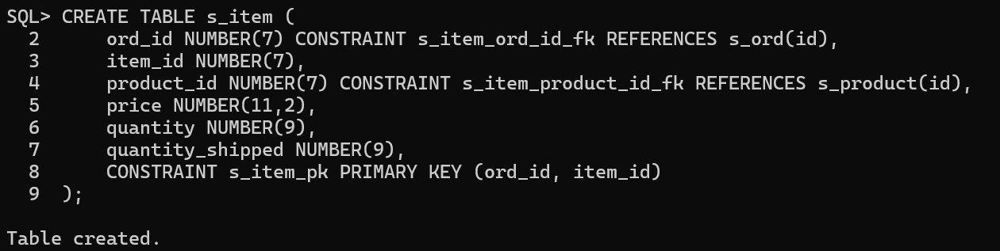 SQL> CREATE TABLE s_item (
  2      ord_id NUMBER(7) CONSTRAINT s_item_ord_id_fk REFERENCES s_ord(id),
  3      item_id NUMBER(7),
  4      product_id NUMBER(7) CONSTRAINT s_item_product_id_fk REFERENCES s_product(id),
  5      price NUMBER(11,2),
  6      quantity NUMBER(9),
  7      quantity_shipped NUMBER(9),
  8      CONSTRAINT s_item_pk PRIMARY KEY (ord_id, item_id)
  9  );
Table created.